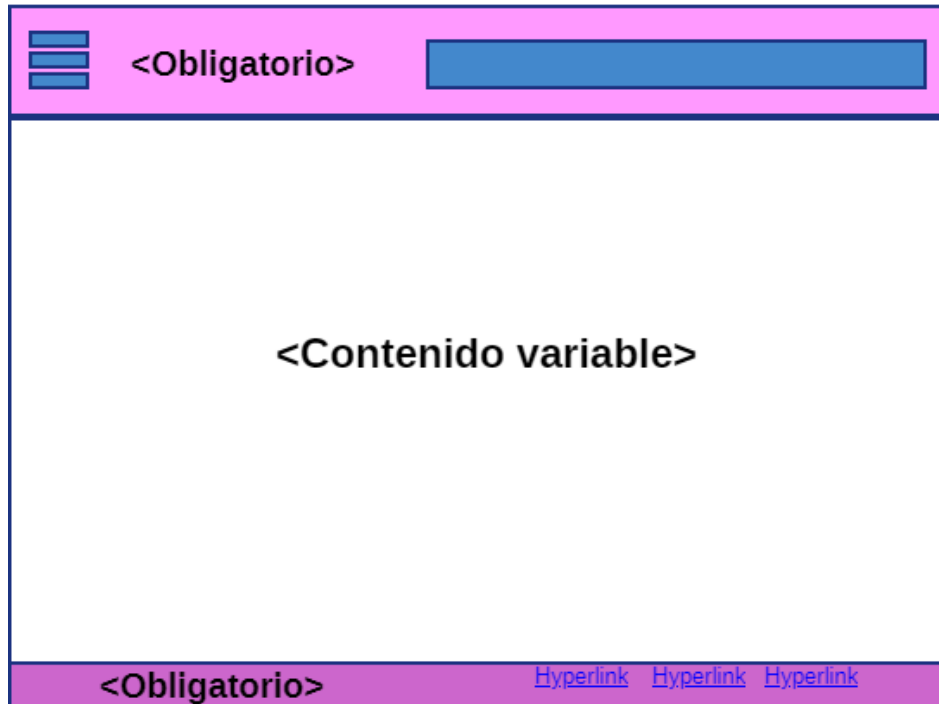 <Obligatorio>
<Contenido variable>
<Obligatorio> Hyperlink Hyperlink Hyperlink